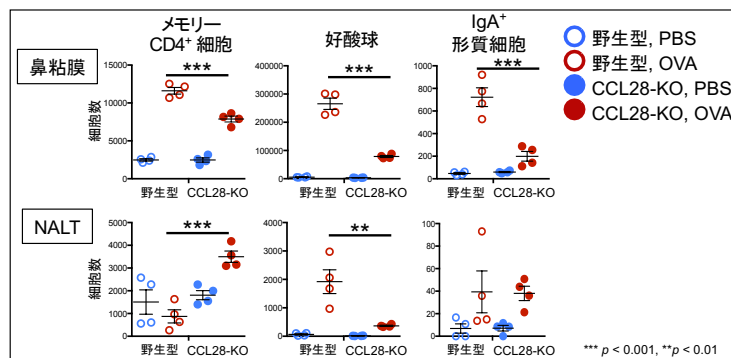 メモリー
CD4+ 細胞
好酸球
IgA+
形質細胞
野生型, PBS
野生型, OVA
CCL28-KO, PBS
CCL28-KO, OVA
鼻粘膜
細胞数
15000
10000
5000
0
***
野生型 CCL28-KO
400000
300000
200000
100000
0
***
野生型 CCL28-KO
1000
800
600
400
200
0
***
野生型 CCL28-KO
NALT
細胞数
5000
4000
3000
2000
1000
0
***
野生型 CCL28-KO
4000
3000
2000
1000
0
**
野生型 CCL28-KO
100
80
60
40
20
0
野生型 CCL28-KO
*** p < 0.001, **p < 0.01